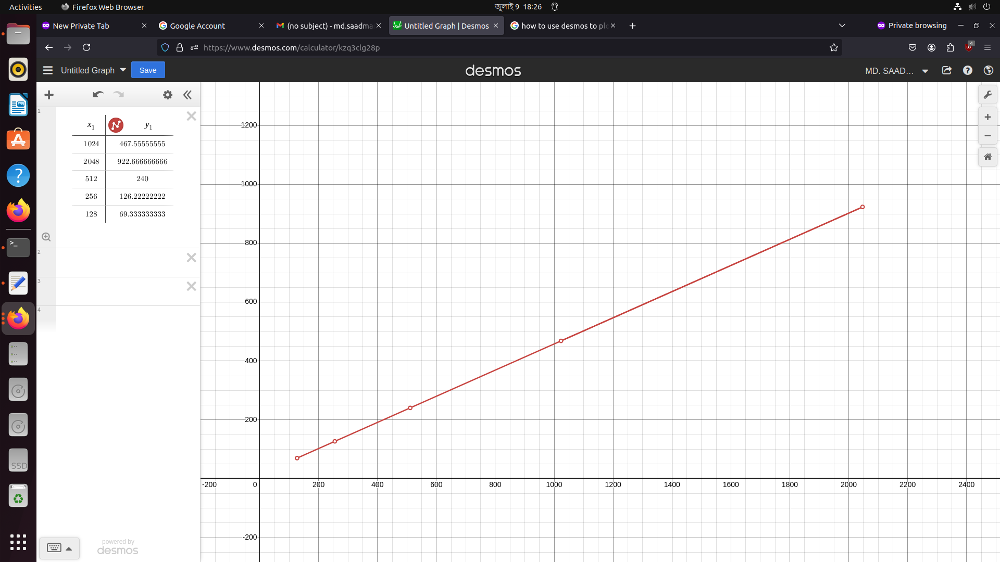 Activities
Firefox Web Browser
জুলাই 9 18:26
New Private Tab
Google Account
(no subject) - md.saadma
Untitled Graph | Desmos
how to use desmos to plo
Private browsing
https://www.desmos.com/calculator/kzq3clg28p
4
Untitled Graph
Save
desmos
MD. SAAD...
1
x1 y1
1024 467.55555555
2048 922.666666666
512 240
256 126.22222222
128 69.333333333
2
3
4
1200
1000
800
600
400
200
-200 0 200 400 600 800 1000 1200 1400 1600 1800 2000 2200 2400
-200
SSD
powered by
desmos